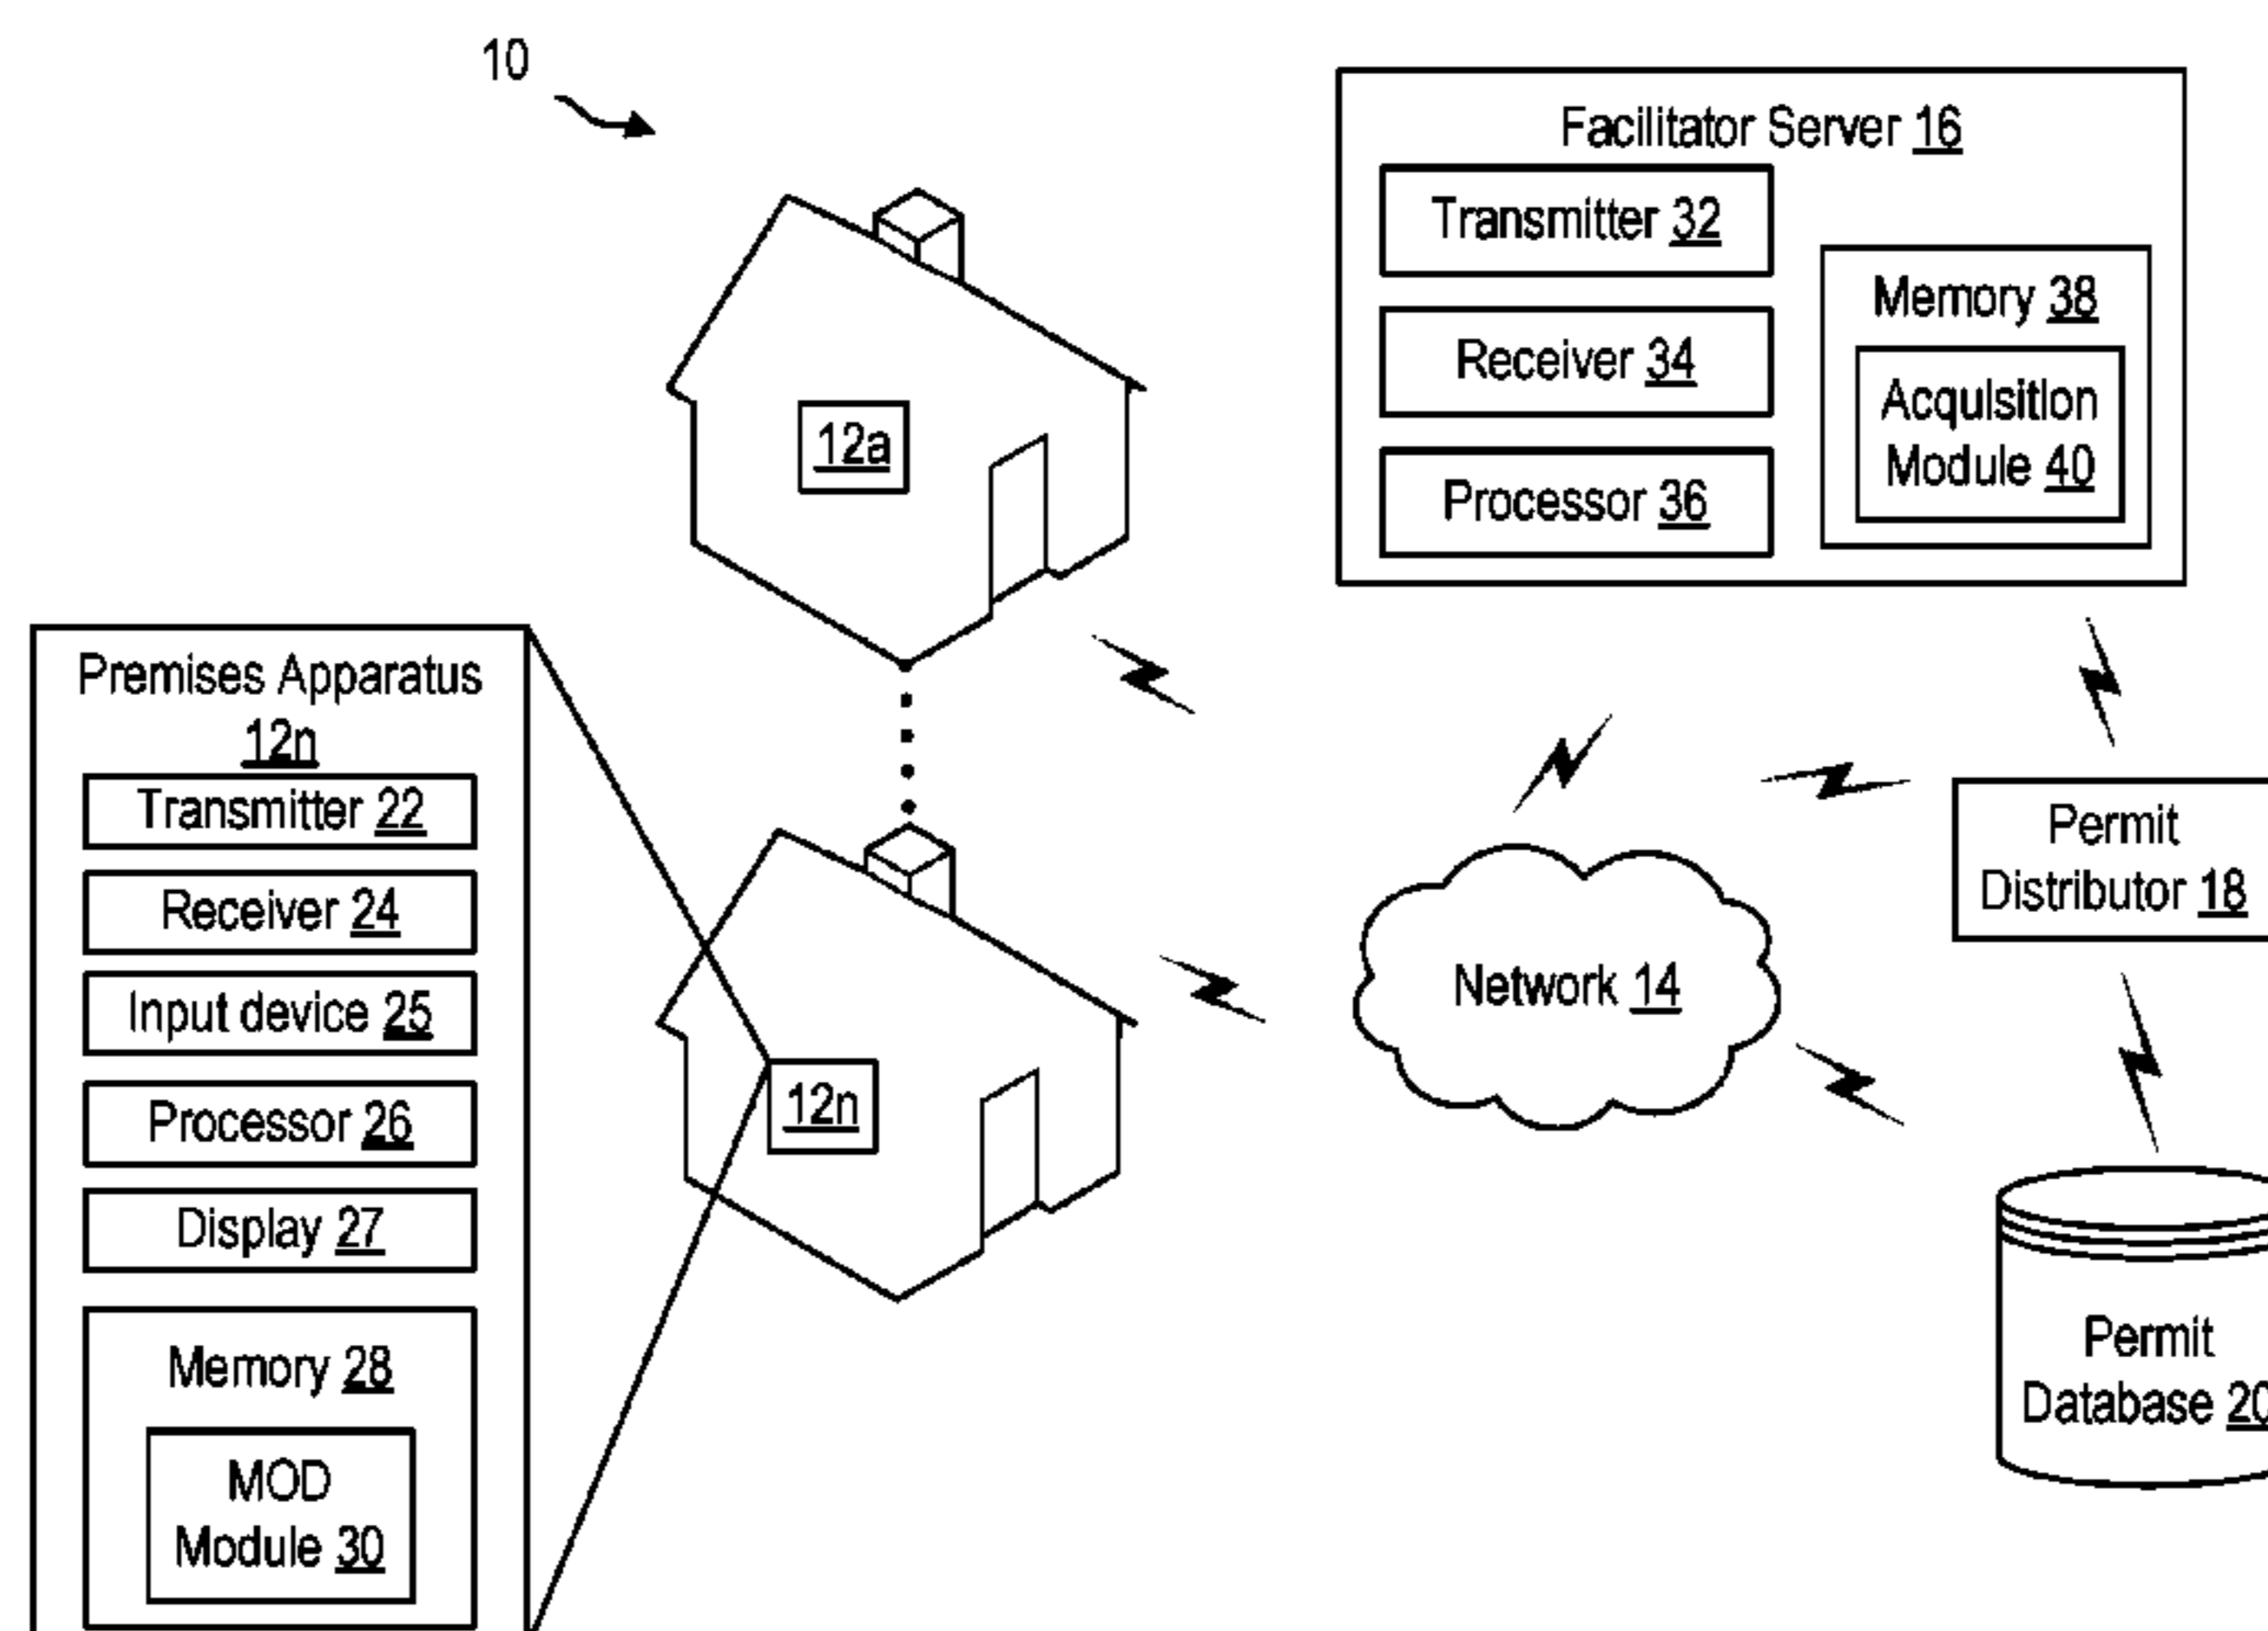 10
Facilitator Server 16
Transmitter 32
Receiver 34
Processor 36
Memory 38
Acquisition
Module 40
12a
Premises Apparatus
12n
Transmitter 22
Receiver 24
Input device 25
Processor 26
Display 27
Memory 28
MOD
Module 30
12n
Network 14
Permit
Distributor 18
Permit
Database 20